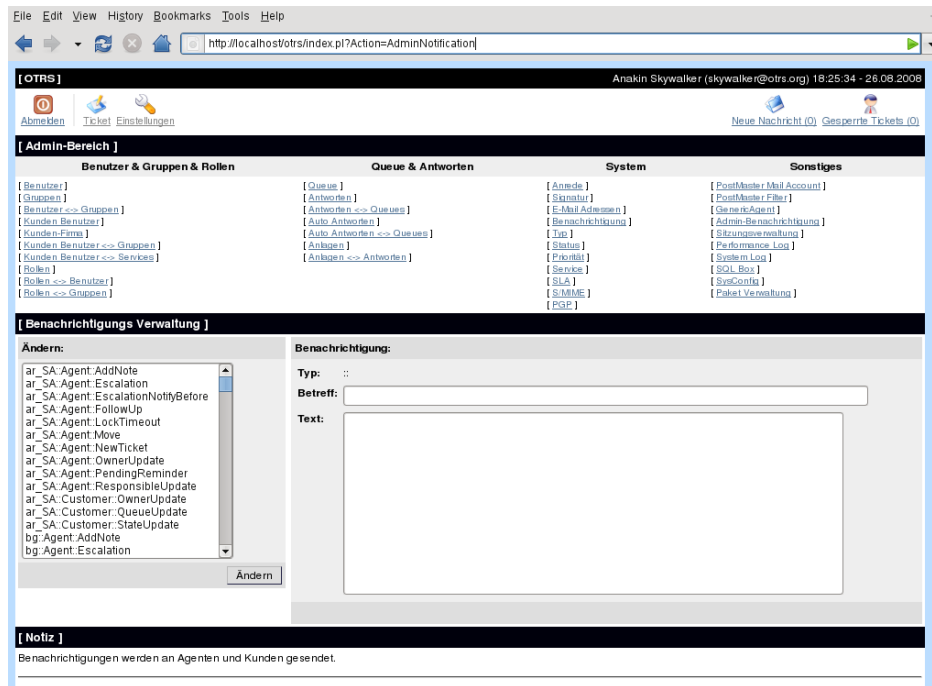 File Edit View History Bookmarks Tools Help
http://localhost/otrs/index.pl?Action=AdminNotification
[ OTRS ] Anakin Skywalker (skywalker@otrs.org) 18:25:34 - 26.08.2008
Abmelden Ticket Einstellungen Neue Nachricht (0) Gesperrte Tickets (0)
[ Admin-Bereich ]
Benutzer & Gruppen & Rollen Queue & Antworten System Sonstiges
[ Benutzer ] [ Queue ] [ Anrede ] [ PostMaster Mail Account ]
[ Gruppen ] [ Antworten ] [ Signatur ] [ PostMaster Filter ]
[ Benutzer <-> Gruppen ] [ Antworten <-> Queues ] [ E-Mail Adressen ] [ GenericAgent ]
[ Kunden Benutzer ] [ Auto Antworten ] [ Benachrichtigung ] [ Admin-Benachrichtigung ]
[ Kunden-Firma ] [ Auto Antworten <-> Queues ] [ Typ ] [ Sitzungsverwaltung ]
[ Kunden Benutzer <-> Gruppen ] [ Anlagen ] [ Status ] [ Performance Log ]
[ Kunden Benutzer <-> Services ] [ Anlagen <-> Antworten ] [ Priorität ] [ System Log ]
[ Rollen ] [ Service ] [ SQL Box ]
[ Rollen <-> Benutzer ] [ SLA ] [ SysConfig ]
[ Rollen <-> Gruppen ] [ S/MIME ] [ Paket Verwaltung ]
[ PGP ]
[ Benachrichtigungs Verwaltung ]
Ändern: Benachrichtigung:
Typ: ::
Betreff:
Text:
ar_SA::Agent::AddNote
ar_SA::Agent::Escalation
ar_SA::Agent::EscalationNotifyBefore
ar_SA::Agent::FollowUp
ar_SA::Agent::LockTimeout
ar_SA::Agent::Move
ar_SA::Agent::NewTicket
ar_SA::Agent::OwnerUpdate
ar_SA::Agent::PendingReminder
ar_SA::Agent::ResponsibleUpdate
ar_SA::Customer::OwnerUpdate
ar_SA::Customer::QueueUpdate
ar_SA::Customer::StateUpdate
bg::Agent::AddNote
bg::Agent::Escalation
Ändern
[ Notiz ]
Benachrichtigungen werden an Agenten und Kunden gesendet.